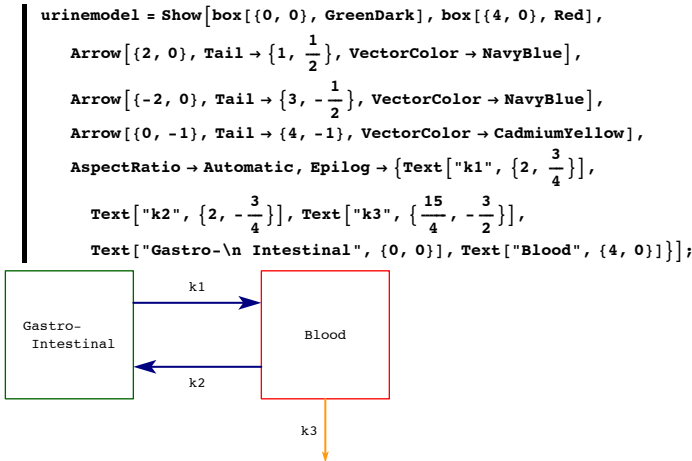 urinemodel = Show[box[{0, 0}, GreenDark], box[{4, 0}, Red],
Arrow[{2, 0}, Tail → {1, 1/2}, VectorColor → NavyBlue],
Arrow[{-2, 0}, Tail → {3, -1/2}, VectorColor → NavyBlue],
Arrow[{0, -1}, Tail → {4, -1}, VectorColor → CadmiumYellow],
AspectRatio → Automatic, Epilog → {Text["k1", {2, 3/4}],
Text["k2", {2, -3/4}], Text["k3", {15/4, -3/2}],
Text["Gastro-\n Intestinal", {0, 0}], Text["Blood", {4, 0}]}];
k1
Gastro-
Intestinal
Blood
k2
k3